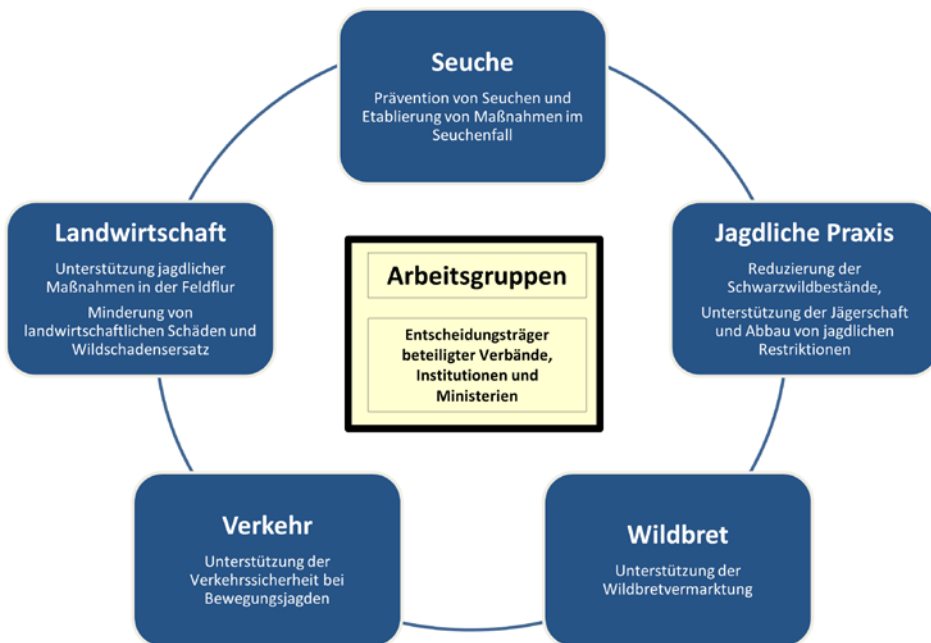 Seuche
Prävention von Seuchen und
Etablierung von Maßnahmen im
Seuchenfall
Landwirtschaft
Unterstützung jagdlicher
Maßnahmen in der Feldflur
Minderung von
landwirtschaftlichen Schäden und
Wildschadensersatz
Arbeitsgruppen
Entscheidungsträger
beteiligter Verbände,
Institutionen und
Ministerien
Jagdliche Praxis
Reduzierung der
Schwarzwildbestände,
Unterstützung der Jägerschaft
und Abbau von jagdlichen
Restriktionen
Verkehr
Unterstützung der
Verkehrssicherheit bei
Bewegungsjagden
Wildbret
Unterstützung der
Wildbretvermarktung